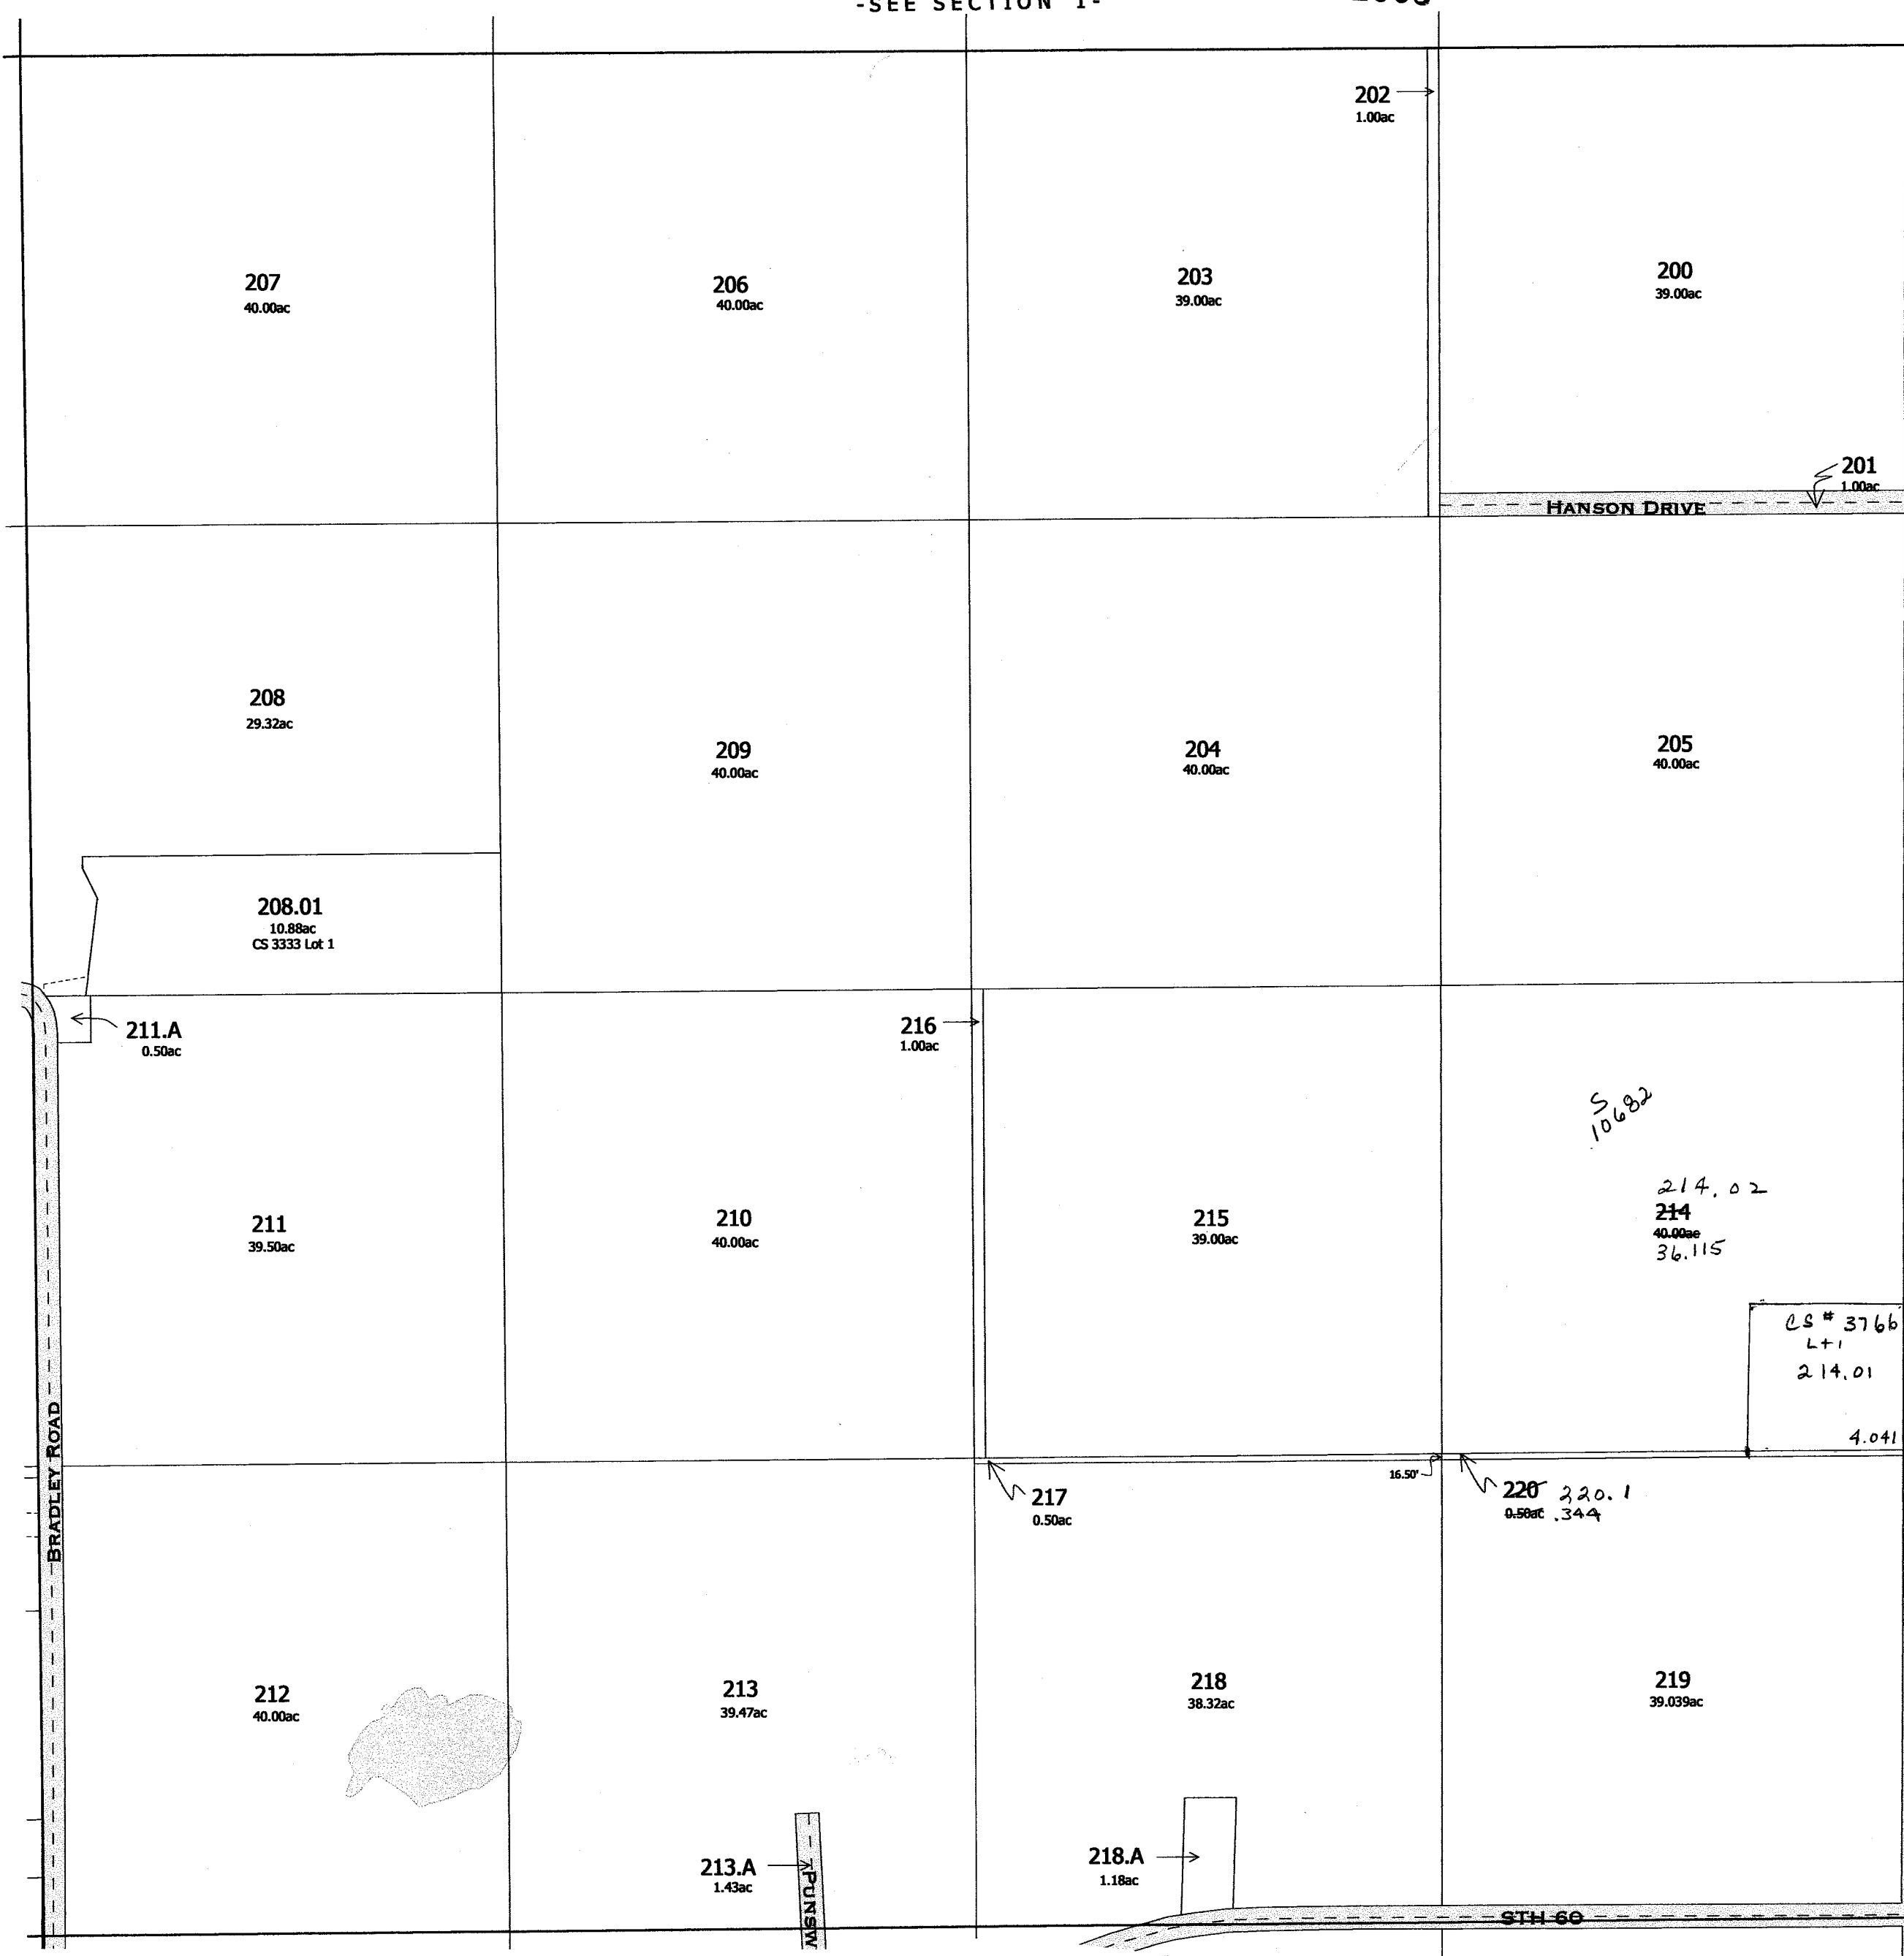 -SEE SECTION 1-
202
1.00ac
207
40.00ac
206
40.00ac
203
39.00ac
200
39.00ac
201
1.00ac
HANSON DRIVE
208
29.32ac
209
40.00ac
204
40.00ac
205
40.00ac
208.01
10.88ac
CS 3333 Lot 1
211.A
0.50ac
216
1.00ac
S
10682
211
39.50ac
210
40.00ac
215
39.00ac
214.02
214
40.00ac
36.115
CS # 3766
Lt 1
214.01
4.041
BRADLEY ROAD
16.50'
217
0.50ac
220 220.1
0.50ac .344
212
40.00ac
213
39.47ac
218
38.32ac
219
39.039ac
213.A
1.43ac
PUNSW
218.A
1.18ac
STH 60